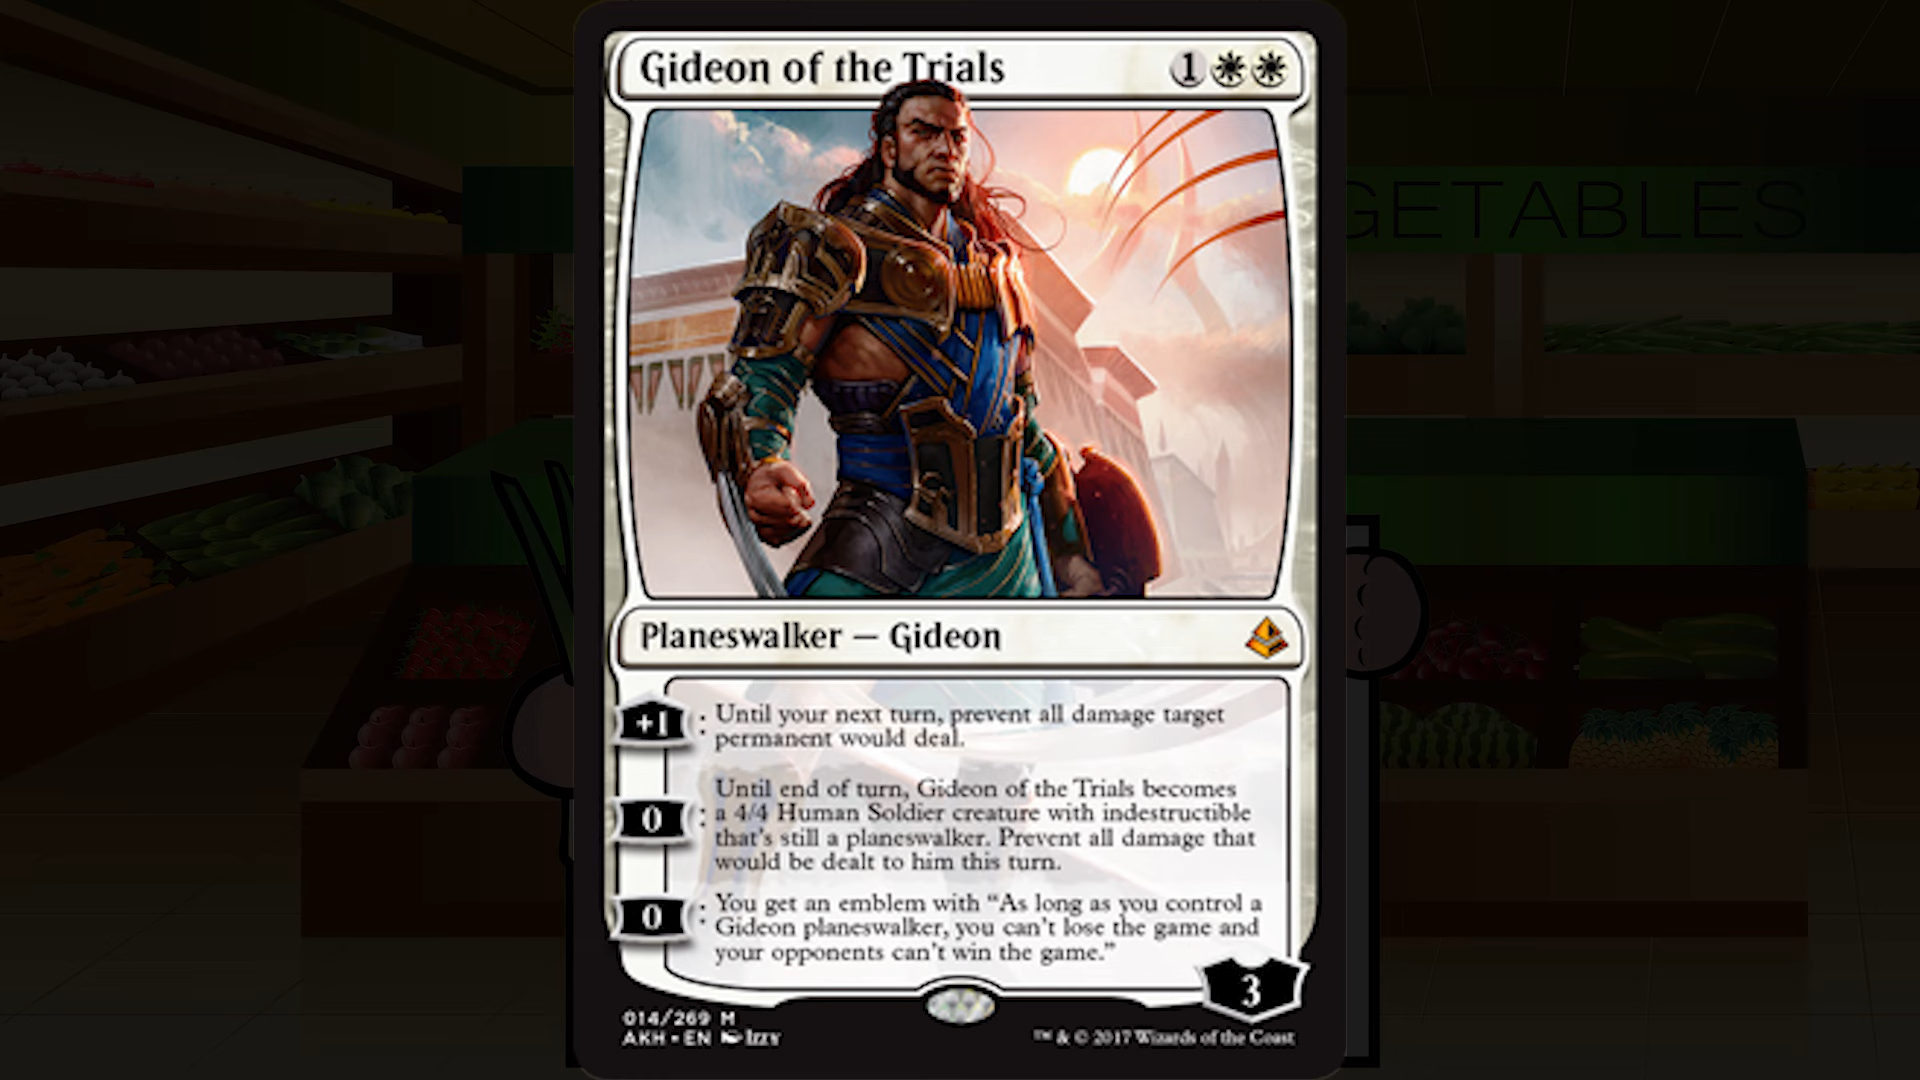 Gideon of the Trials 1
GETABLES
Planeswalker — Gideon
+1 : Until your next turn, prevent all damage target
permanent would deal.
Until end of turn, Gideon of the Trials becomes
0 : a 4/4 Human Soldier creature with indestructible
that's still a planeswalker. Prevent all damage that
would be dealt to him this turn.
0 : You get an emblem with “As long as you control a
Gideon planeswalker, you can't lose the game and
your opponents can't win the game.”
3
014/269 M
AKH • EN Izzy
™ & © 2017 Wizards of the Coast